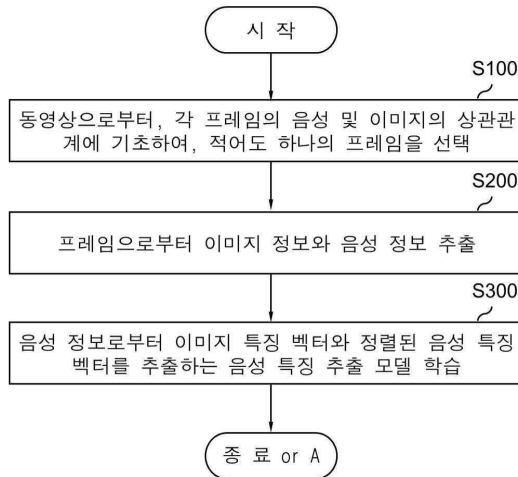 시 작
S100
동영상으로부터, 각 프레임의 음성 및 이미지의 상관관
계에 기초하여, 적어도 하나의 프레임을 선택
S200
프레임으로부터 이미지 정보와 음성 정보 추출
S300
음성 정보로부터 이미지 특징 벡터와 정렬된 음성 특징
벡터를 추출하는 음성 특징 추출 모델 학습
종 료 or A